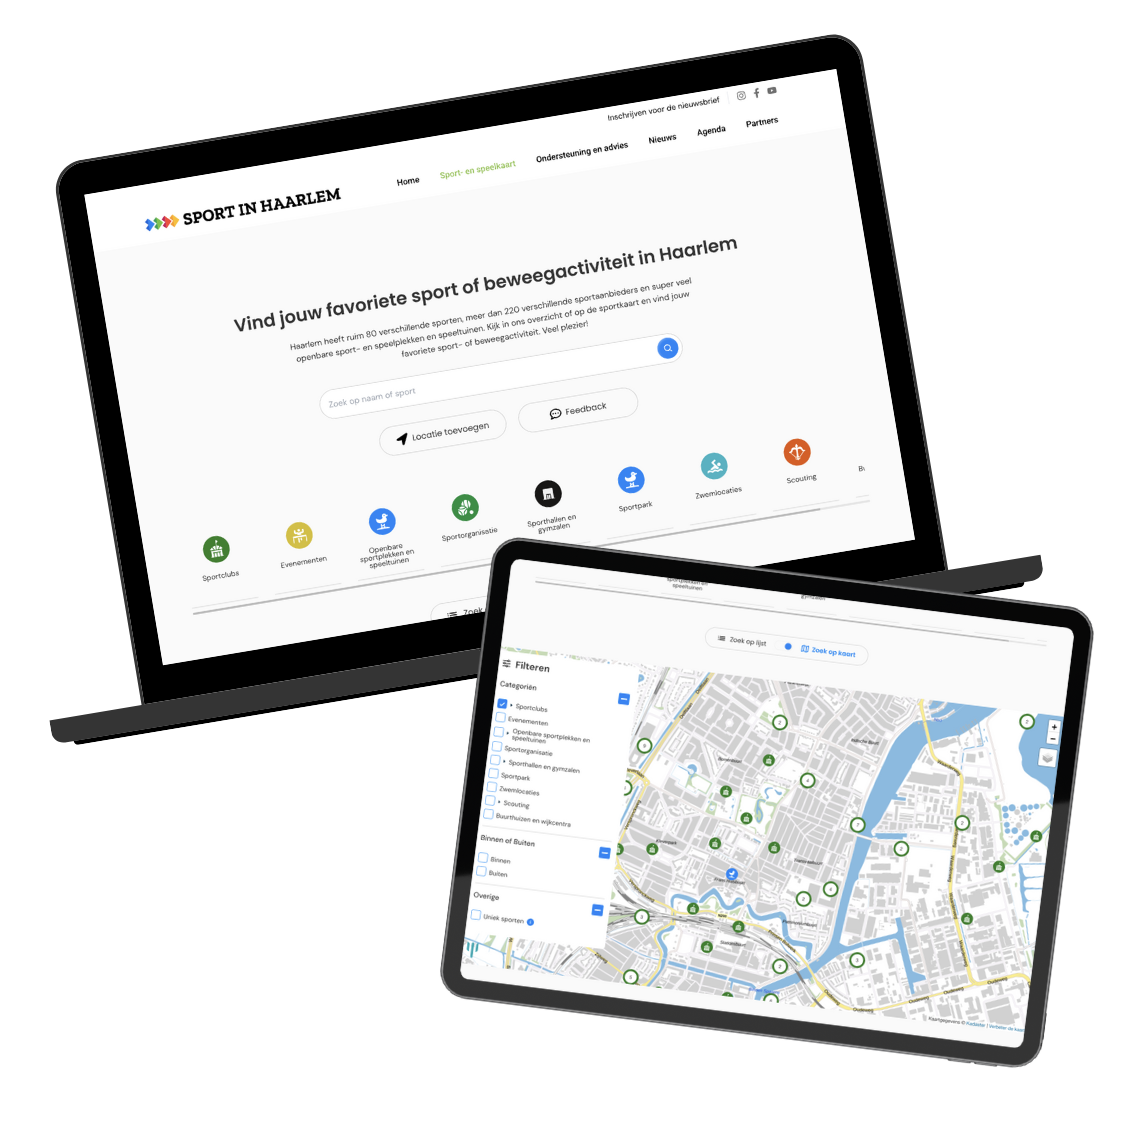 Inschrijven voor de nieuwsbrief
SPORT IN HAARLEM
Home
Sport- en speelkaart
Ondersteuning en advies
Nieuws
Agenda
Partners
Vind jouw favoriete sport of beweegactiviteit in Haarlem
Haarlem heeft ruim 80 verschillende sporten, meer dan 220 verschillende sportaanbieders en super veel
openbare sport- en speelplekken en speeltuinen. Kijk in ons overzicht of op de sportkaart en vind jouw
favoriete sport- of beweegactiviteit. Veel plezier!
Zoek op naam of sport
Locatie toevoegen
Feedback
Sportclubs
Evenementen
Openbare
sportplekken en
speeltuinen
Sportorganisatie
Sporthallen en
gymzalen
Sportpark
Zwemlocaties
Scouting
Zoek
speeltuinen
Zoek op lijst
Zoek op kaart
Filteren
Categoriën
Sportclubs
Evenementen
Openbare sportplekken en
speeltuinen
Sportorganisatie
Sporthallen en gymzalen
Sportpark
Zwemlocaties
Scouting
Buurthuizen en wijkcentra
Binnen of Buiten
Binnen
Buiten
Overige
Uniek sporten
Waarderweg
Oudeweg
Oudeweg
Oudeweg